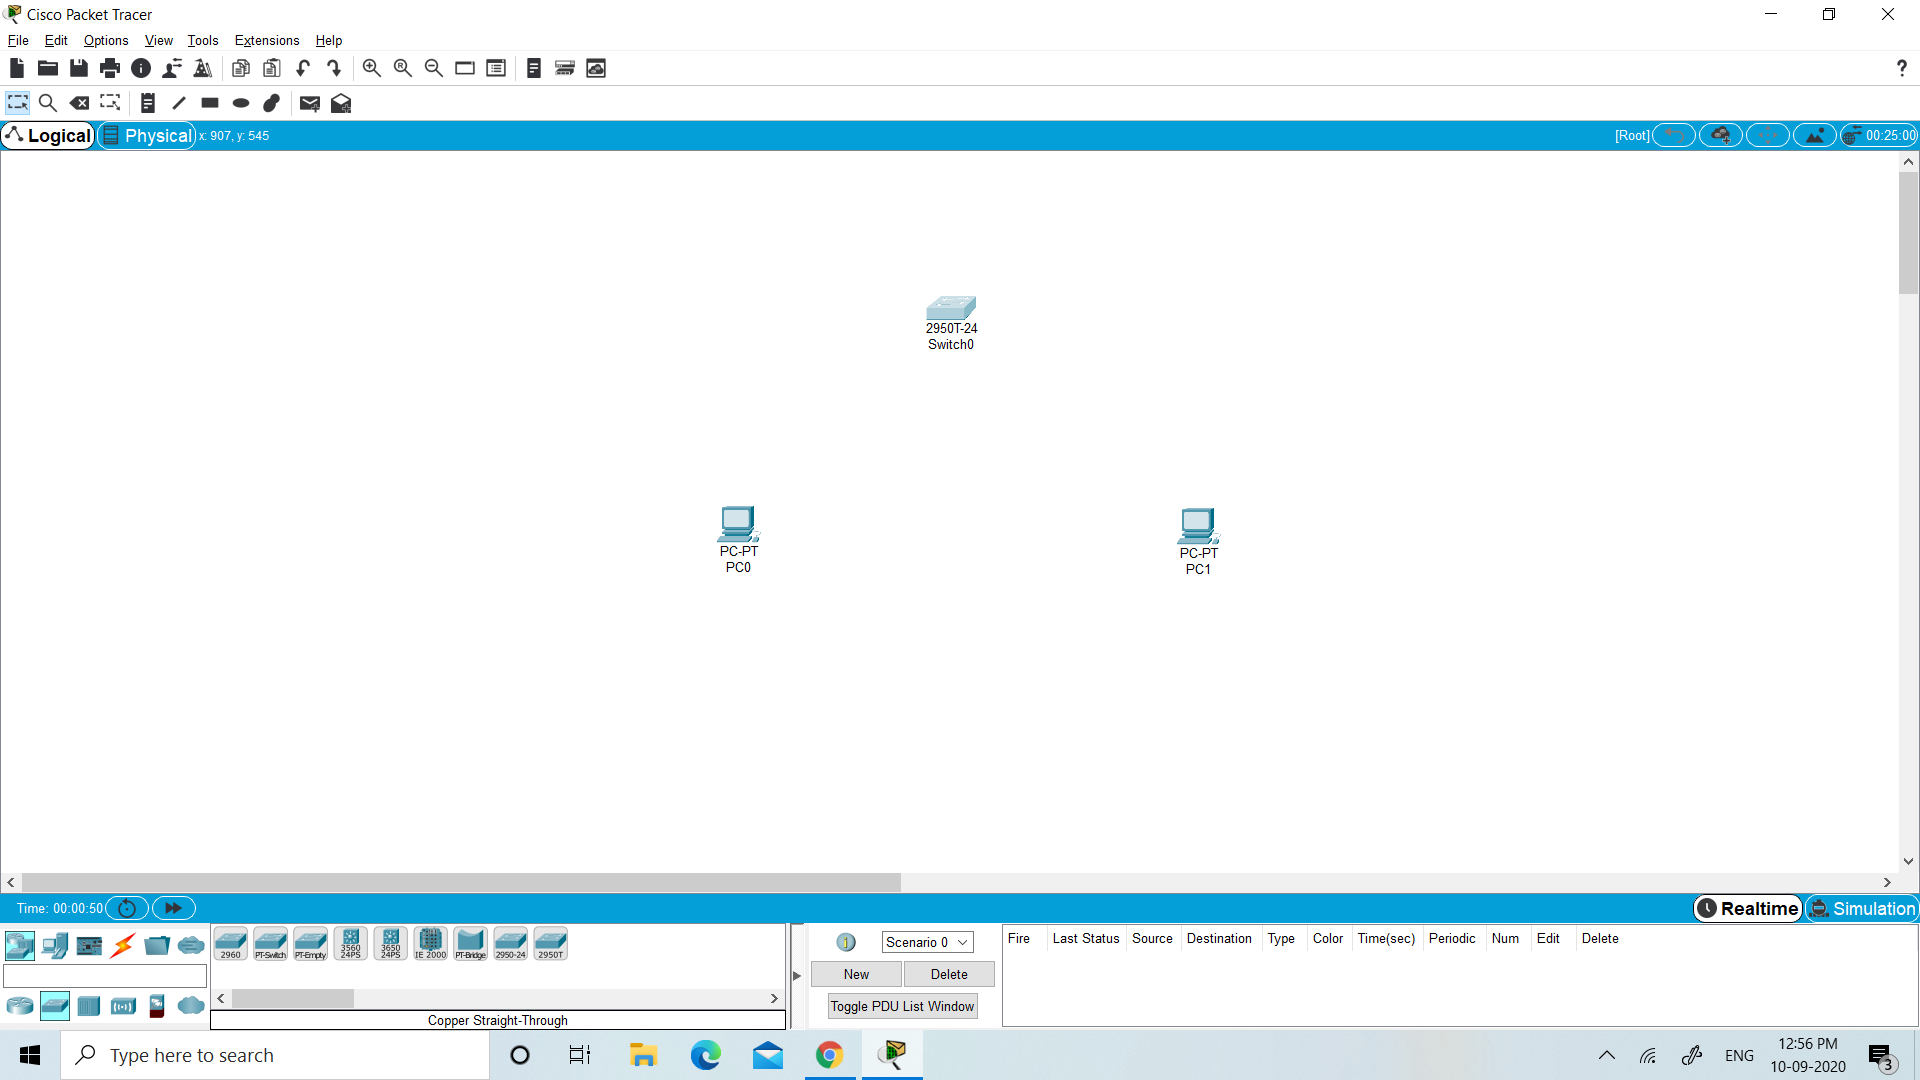 Cisco Packet Tracer
File Edit Options View Tools Extensions Help
?
Logical Physical x: 907, y: 545 [Root] 00:25:00
2950T-24
Switch0
PC-PT
PC0
PC-PT
PC1
Time: 00:00:50 Realtime Simulation
2960 PT-Switch PT-Empty 3560 24PS 3650 24PS IE 2000 PT-Bridge 2950-24 2950T
Copper Straight-Through
Scenario 0
New Delete
Toggle PDU List Window
Fire Last Status Source Destination Type Color Time(sec) Periodic Num Edit Delete
Type here to search
ENG
12:56 PM
10-09-2020
3